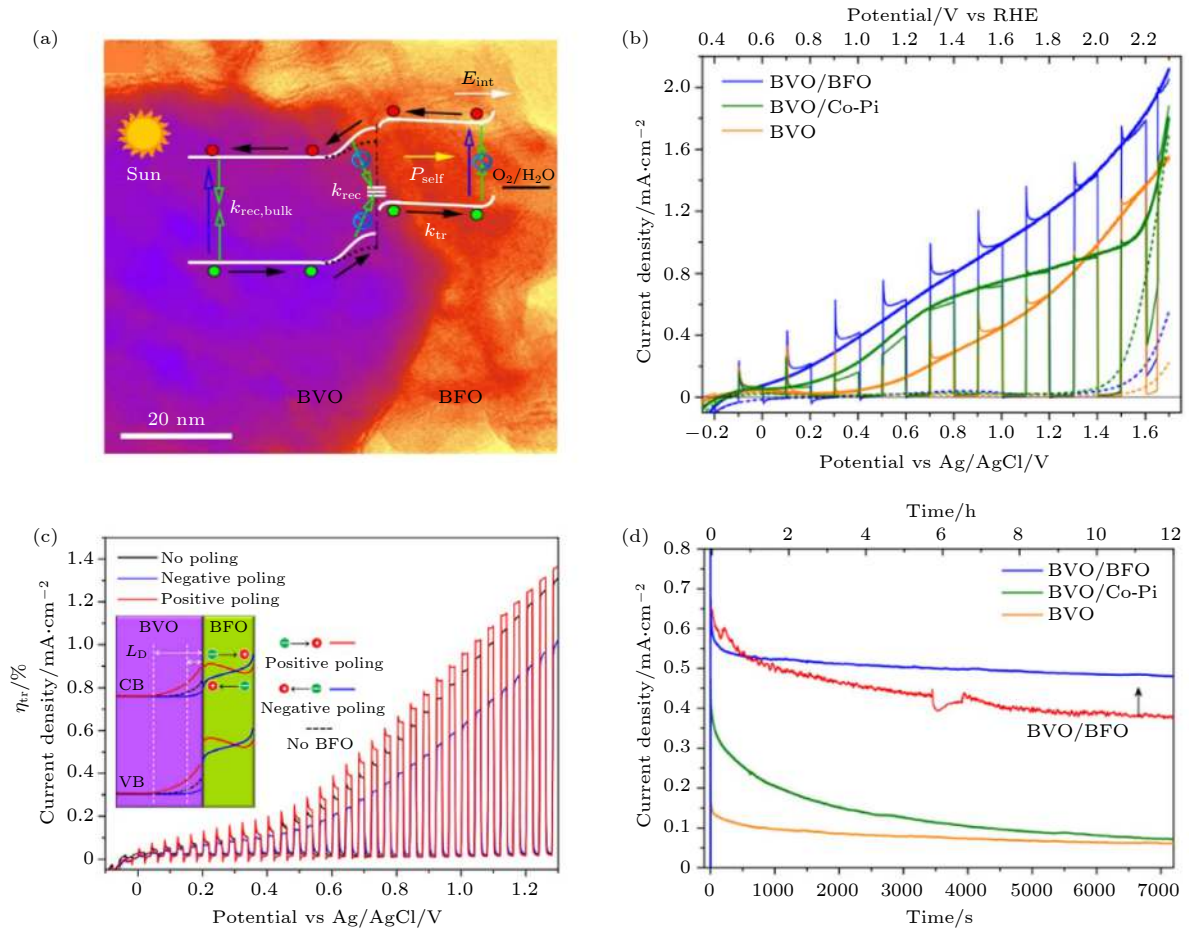 (a)
Sun
k_rec,bulk
k_rec
E_int
P_self
O₂/H₂O
k_tr
BVO
BFO
20 nm
(b)
Potential/V vs RHE
0.4 0.6 0.8 1.0 1.2 1.4 1.6 1.8 2.0 2.2
BVO/BFO
BVO/Co-Pi
BVO
2.0
1.6
1.2
0.8
0.4
0
Current density/mA·cm⁻²
−0.2 0 0.2 0.4 0.6 0.8 1.0 1.2 1.4 1.6
Potential vs Ag/AgCl/V
(c)
No poling
Negative poling
Positive poling
1.4
1.2
1.0
0.8
0.6
0.4
0.2
0
η_tr/%
Current density/mA·cm⁻²
BVO BFO
L_D
CB
VB
Positive poling
Negative poling
No BFO
0 0.2 0.4 0.6 0.8 1.0 1.2
Potential vs Ag/AgCl/V
(d)
Time/h
0 2 4 6 8 10 12
BVO/BFO
BVO/Co-Pi
BVO
0.8
0.7
0.6
0.5
0.4
0.3
0.2
0.1
0
Current density/mA·cm⁻²
BVO/BFO
0 1000 2000 3000 4000 5000 6000 7000
Time/s